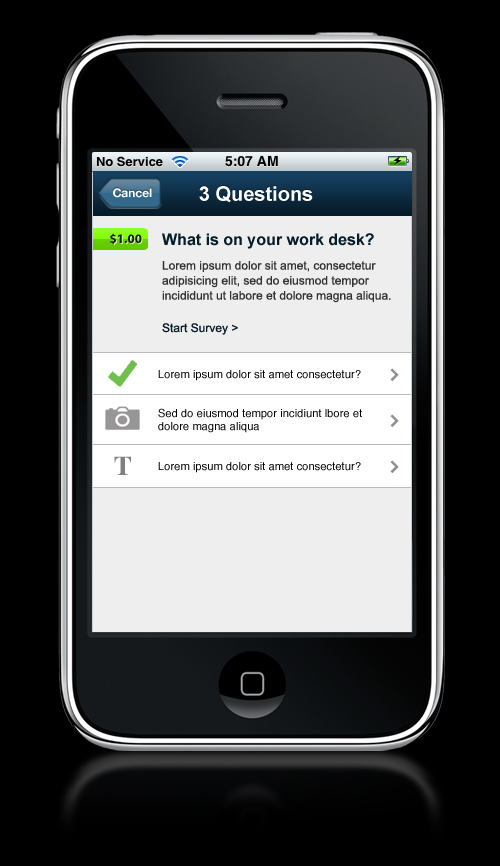 No Service 5:07 AM
Cancel 3 Questions
$1.00 What is on your work desk?
Lorem ipsum dolor sit amet, consectetur
adipisicing elit, sed do eiusmod tempor
incididunt ut labore et dolore magna aliqua.
Start Survey >
Lorem ipsum dolor sit amet consectetur?
Sed do eiusmod tempor incidiunt lbore et
dolore magna aliqua
T Lorem ipsum dolor sit amet consectetur?